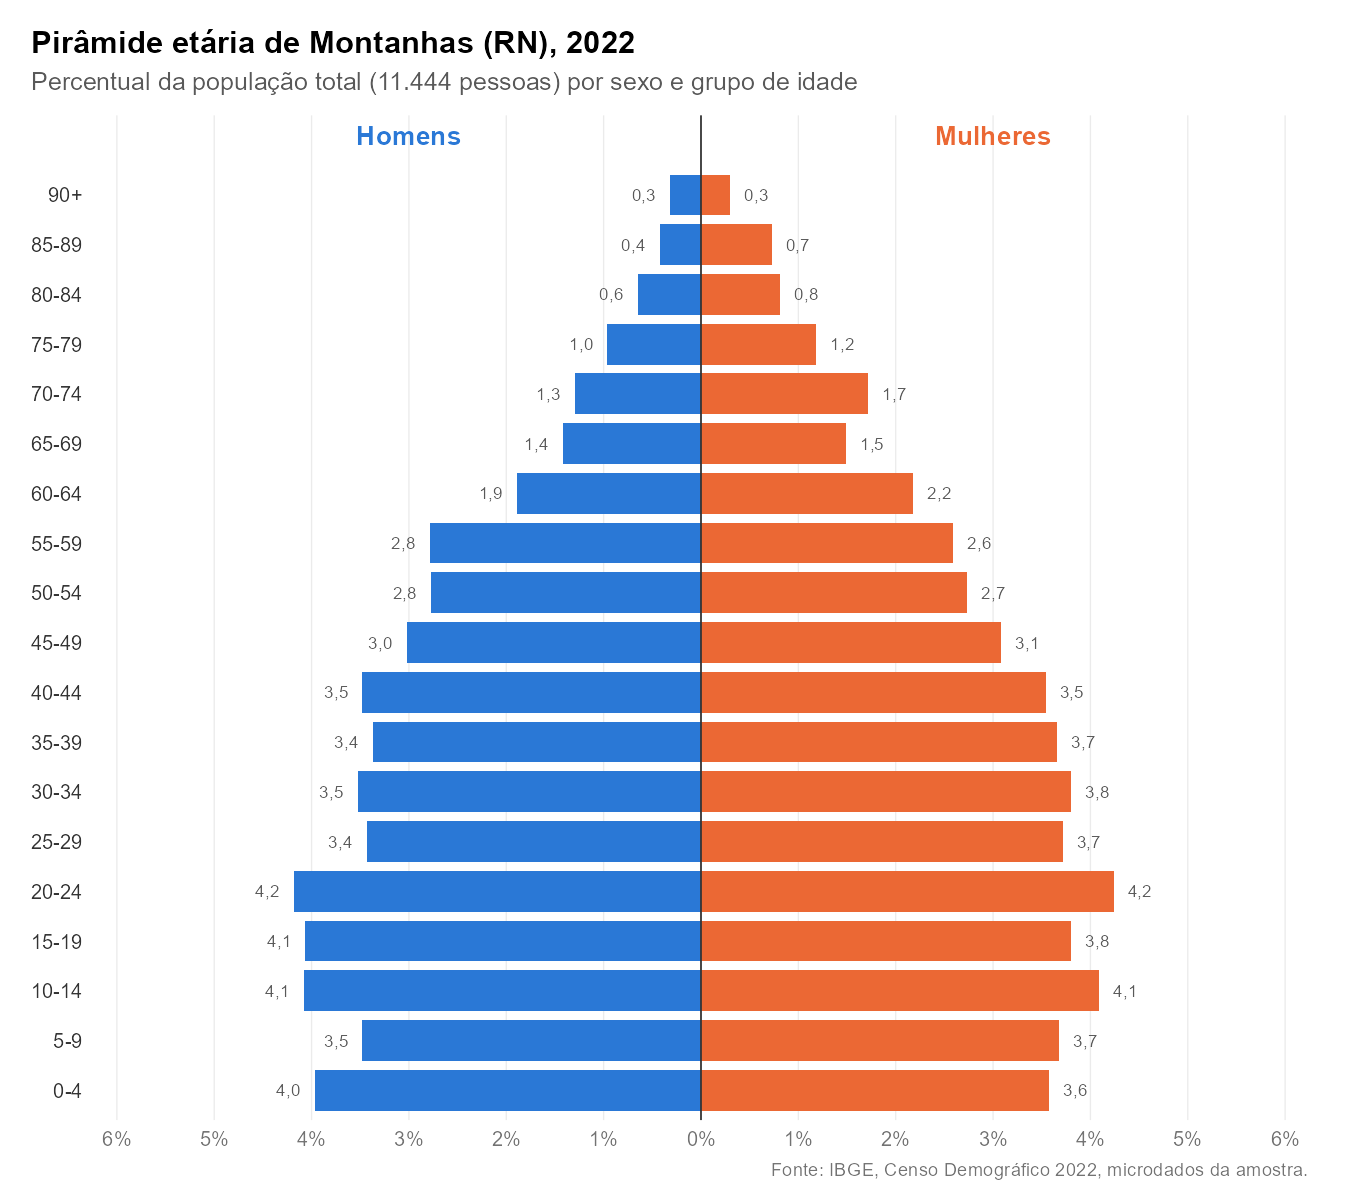 Pirâmide etária de Montanhas (RN), 2022
Percentual da população total (11.444 pessoas) por sexo e grupo de idade
Homens Mulheres
90+ 0,3 0,3
85-89 0,4 0,7
80-84 0,6 0,8
75-79 1,0 1,2
70-74 1,3 1,7
65-69 1,4 1,5
60-64 1,9 2,2
55-59 2,8 2,6
50-54 2,8 2,7
45-49 3,0 3,1
40-44 3,5 3,5
35-39 3,4 3,7
30-34 3,5 3,8
25-29 3,4 3,7
20-24 4,2 4,2
15-19 4,1 3,8
10-14 4,1 4,1
5-9 3,5 3,7
0-4 4,0 3,6
6% 5% 4% 3% 2% 1% 0% 1% 2% 3% 4% 5% 6%
Fonte: IBGE, Censo Demográfico 2022, microdados da amostra.